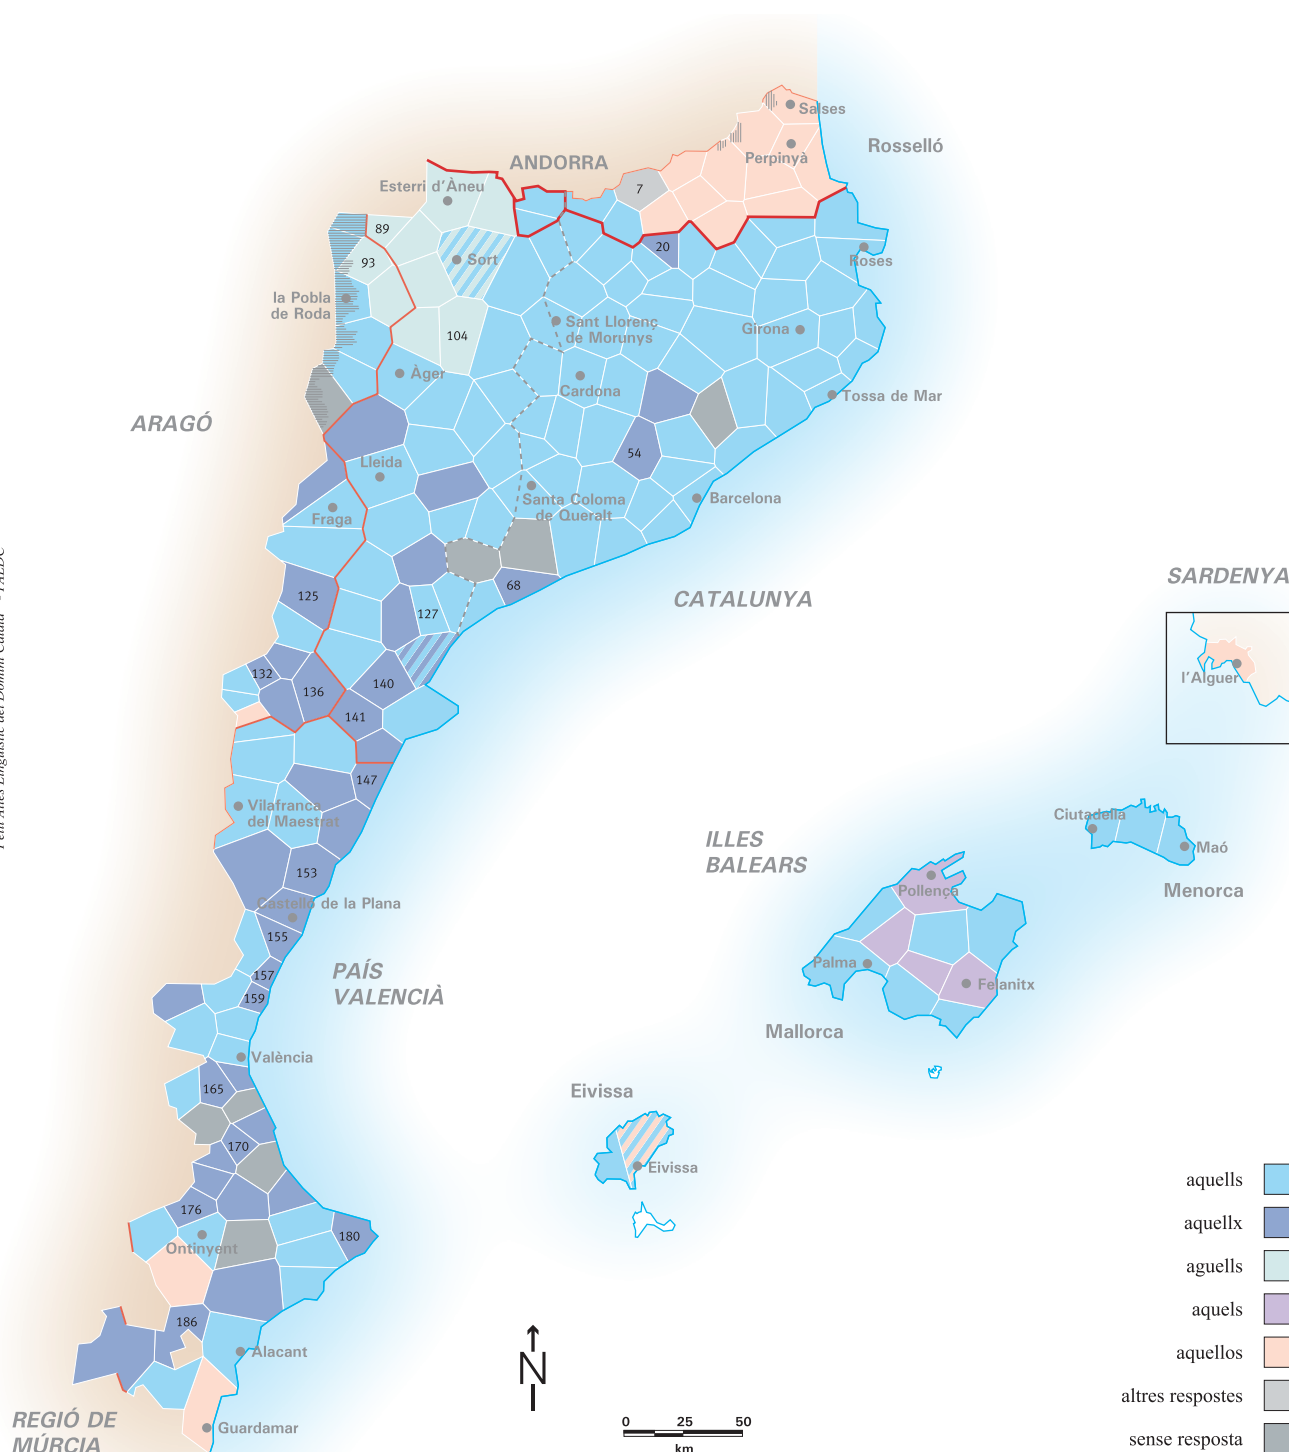 Salses
Rosselló
Perpinyà
ANDORRA
Esterri d'Àneu
7
89
20
Roses
93
Sort
la Pobla
de Roda
Sant Llorenç
de Morunys
Girona
104
Àger
Cardona
Tossa de Mar
ARAGÓ
54
Lleida
Santa Coloma
de Queralt
Barcelona
Fraga
68
SARDENYA
125
CATALUNYA
127
132
136
140
l'Alguer
141
147
Vilafranca
del Maestrat
Ciutadella
ILLES
BALEARS
Maó
153
Pollença
Menorca
Castelló de la Plana
155
Palma
157
PAÍS
VALENCIÀ
Felanitx
159
Mallorca
València
165
Eivissa
170
Eivissa
aquells
176
aquellx
180
Ontinyent
aguells
aquels
186
Alacant
N
aquellos
altres respostes
REGIÓ DE
MÚRCIA
Guardamar
0 25 50
km
sense resposta